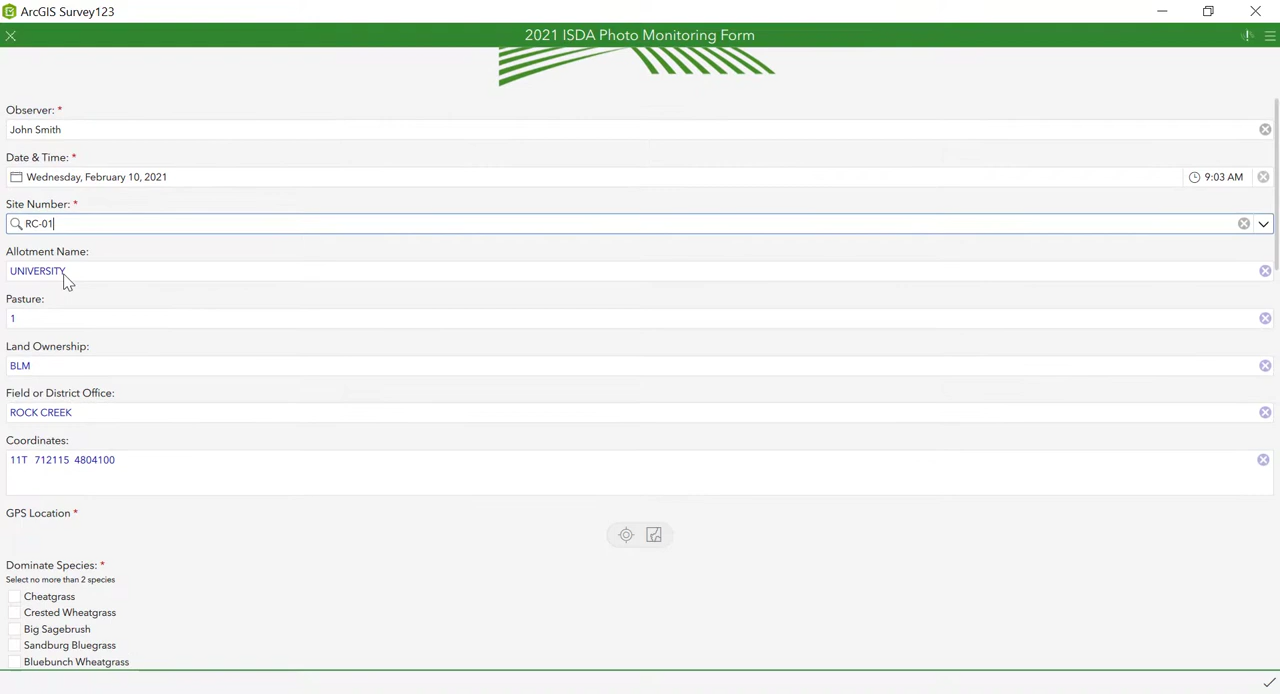 ArcGIS Survey123
2021 ISDA Photo Monitoring Form
Observer: *
John Smith
Date & Time: *
Wednesday, February 10, 2021 9:03 AM
Site Number: *
RC-01
Allotment Name:
UNIVERSITY
Pasture:
1
Land Ownership:
BLM
Field or District Office:
ROCK CREEK
Coordinates:
11T 712115 4804100
GPS Location *
Dominate Species: *
Select no more than 2 species
Cheatgrass
Crested Wheatgrass
Big Sagebrush
Sandburg Bluegrass
Bluebunch Wheatgrass